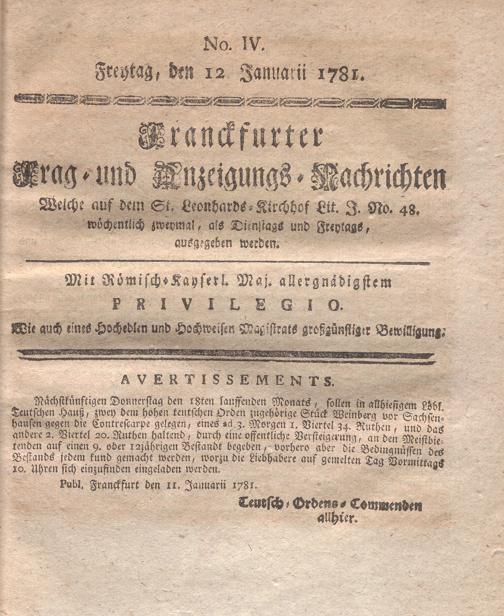 No. IV.
Freytag, den 12 Januarii 1781.
Franckfurter
Frag- und Anzeigungs-Nachrichten
Welche auf dem St. Leonhards-Kirchhof Lit. J. No. 48.
wöchentlich zweymal, als Dienstags und Freytags,
ausgegeben werden.
Mit Römisch-Kayserl. Maj. allergnädigstem
PRIVILEGIO.
Wie auch eines Hochedlen und Hochweisen Magistrats großgünstiger Bewilligung.
AVERTISSEMENTS.
Nächstkünftigen Donnerstag den 18ten lauffenden Monats, sollen in allhiesigem Löbl.
Teutschen Hauß, zwey dem hohen teutschen Orden zugehörige Stück Weinberg vor Sachsen-
hausen gegen die Contrescarpe gelegen, eines ad 3. Morgen 1. Viertel 34. Ruthen, und das
andere 2. Viertel 20. Ruthen haltend, durch eine offentliche Versteigerung, an den Meistbie-
tenden auf einen 9. oder 12jährigen Bestandt begeben, vorhero aber die Bedingnüssen des
Bestands jedem kund gemacht werden, worzu die Liebhabere auf gemelten Tag Vormittags
10. Uhren sich einzufinden eingeladen werden.
Publ. Franckfurt den 11. Januarii 1781.
Teutsch-Ordens-Commenden
allhier.